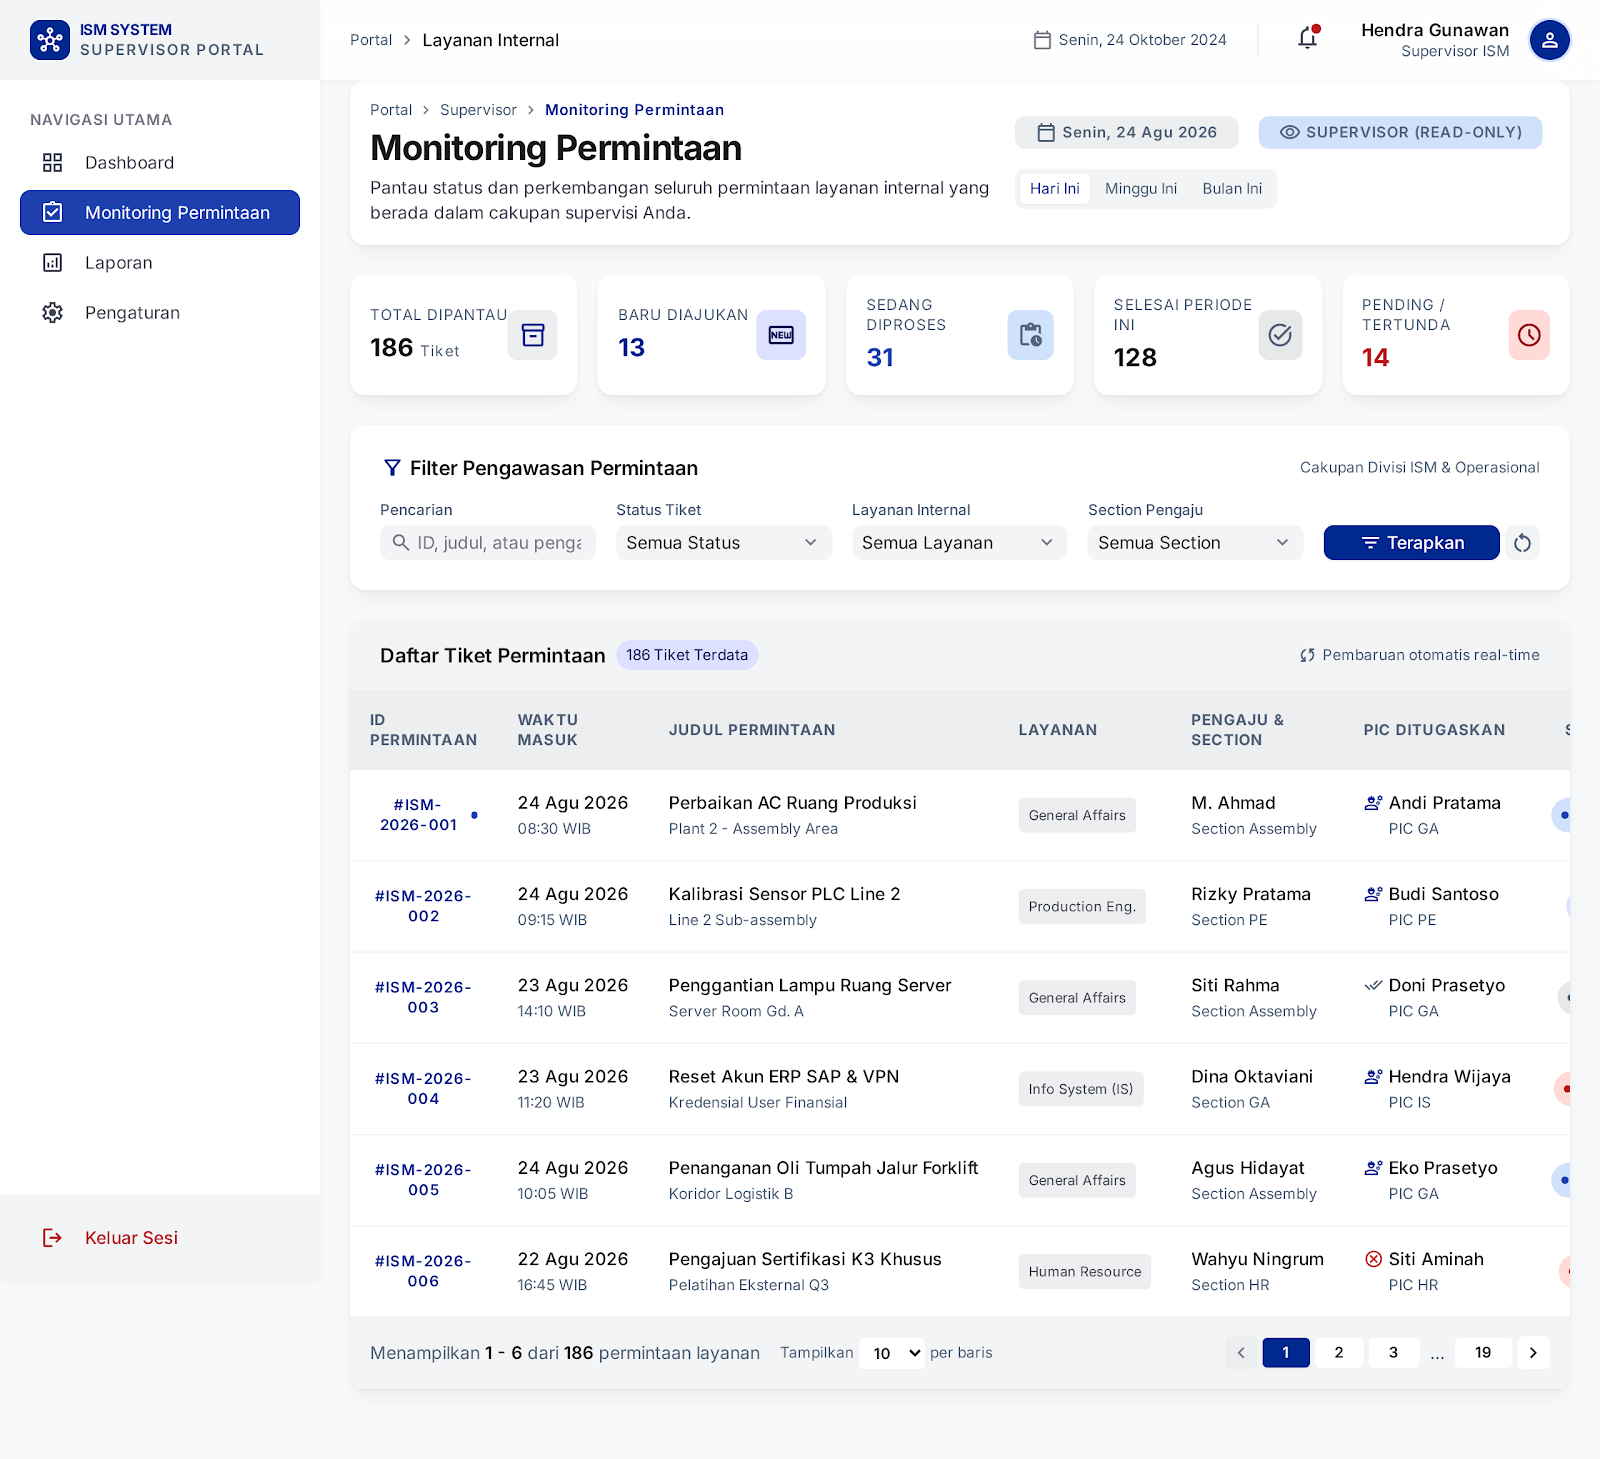 ISM SYSTEM
SUPERVISOR PORTAL
Portal > Layanan Internal
Senin, 24 Oktober 2024
Hendra Gunawan
Supervisor ISM
NAVIGASI UTAMA
Dashboard
Monitoring Permintaan
Laporan
Pengaturan
Keluar Sesi
Portal > Supervisor > Monitoring Permintaan
Monitoring Permintaan
Pantau status dan perkembangan seluruh permintaan layanan internal yang
berada dalam cakupan supervisi Anda.
Senin, 24 Agu 2026
SUPERVISOR (READ-ONLY)
Hari Ini
Minggu Ini
Bulan Ini
TOTAL DIPANTAU
186 Tiket
BARU DIAJUKAN
13
NEW
SEDANG
DIPROSES
31
SELESAI PERIODE
INI
128
PENDING /
TERTUNDA
14
Filter Pengawasan Permintaan
Cakupan Divisi ISM & Operasional
Pencarian
ID, judul, atau penga
Status Tiket
Semua Status
Layanan Internal
Semua Layanan
Section Pengaju
Semua Section
Terapkan
Daftar Tiket Permintaan
186 Tiket Terdata
Pembaruan otomatis real-time
ID
PERMINTAAN
WAKTU
MASUK
JUDUL PERMINTAAN
LAYANAN
PENGAJU &
SECTION
PIC DITUGASKAN
#ISM-
2026-001
24 Agu 2026
08:30 WIB
Perbaikan AC Ruang Produksi
Plant 2 - Assembly Area
General Affairs
M. Ahmad
Section Assembly
Andi Pratama
PIC GA
#ISM-2026-
002
24 Agu 2026
09:15 WIB
Kalibrasi Sensor PLC Line 2
Line 2 Sub-assembly
Production Eng.
Rizky Pratama
Section PE
Budi Santoso
PIC PE
#ISM-2026-
003
23 Agu 2026
14:10 WIB
Penggantian Lampu Ruang Server
Server Room Gd. A
General Affairs
Siti Rahma
Section Assembly
Doni Prasetyo
PIC GA
#ISM-2026-
004
23 Agu 2026
11:20 WIB
Reset Akun ERP SAP & VPN
Kredensial User Finansial
Info System (IS)
Dina Oktaviani
Section GA
Hendra Wijaya
PIC IS
#ISM-2026-
005
24 Agu 2026
10:05 WIB
Penanganan Oli Tumpah Jalur Forklift
Koridor Logistik B
General Affairs
Agus Hidayat
Section Assembly
Eko Prasetyo
PIC GA
#ISM-2026-
006
22 Agu 2026
16:45 WIB
Pengajuan Sertifikasi K3 Khusus
Pelatihan Eksternal Q3
Human Resource
Wahyu Ningrum
Section HR
Siti Aminah
PIC HR
Menampilkan 1 - 6 dari 186 permintaan layanan
Tampilkan 10 per baris
1 2 3 ... 19